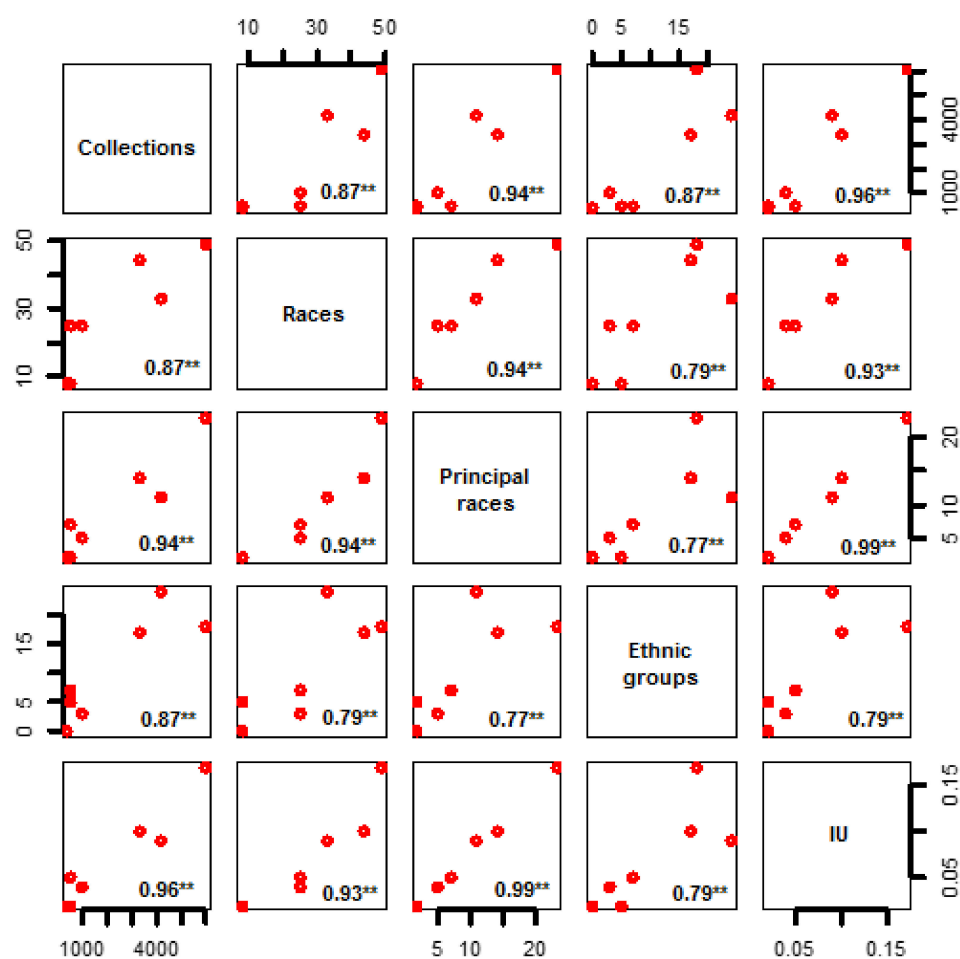 10 30 50
0 5 15
Collections
0.87**
0.94**
0.87**
0.96**
1000 4000
10 30 50
0.87**
Races
0.94**
0.79**
0.93**
0.94**
0.94**
Principal
races
0.77**
0.99**
5 10 20
0 5 15
0.87**
0.79**
0.77**
Ethnic
groups
0.79**
0.96**
0.93**
0.99**
0.79**
IU
0.05 0.15
1000 4000
5 10 20
0.05 0.15